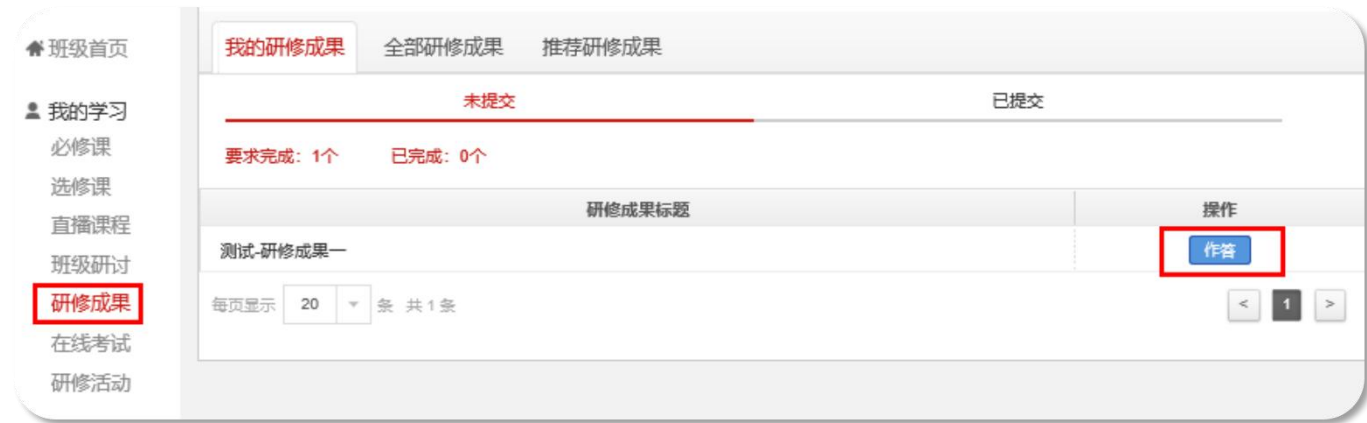 班级首页
我的学习
必修课
选修课
直播课程
班级研讨
研修成果
在线考试
研修活动
我的研修成果 全部研修成果 推荐研修成果
未提交 已提交
要求完成：1个 已完成：0个
研修成果标题 操作
测试-研修成果一 作答
每页显示 20 条 共 1 条 < 1 >